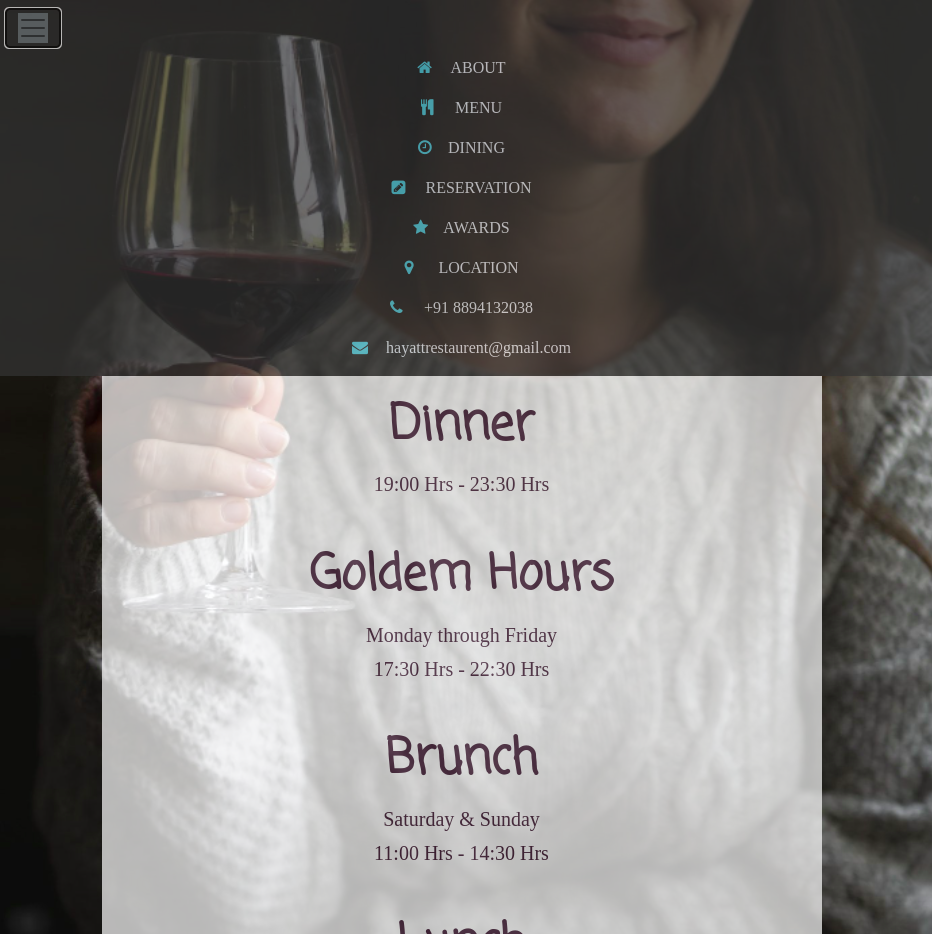 ABOUT
MENU
DINING
RESERVATION
AWARDS
LOCATION
+91 8894132038
hayattrestaurent@gmail.com
Dinner
19:00 Hrs - 23:30 Hrs
Goldem Hours
Monday through Friday
17:30 Hrs - 22:30 Hrs
Brunch
Saturday & Sunday
11:00 Hrs - 14:30 Hrs
Lunch